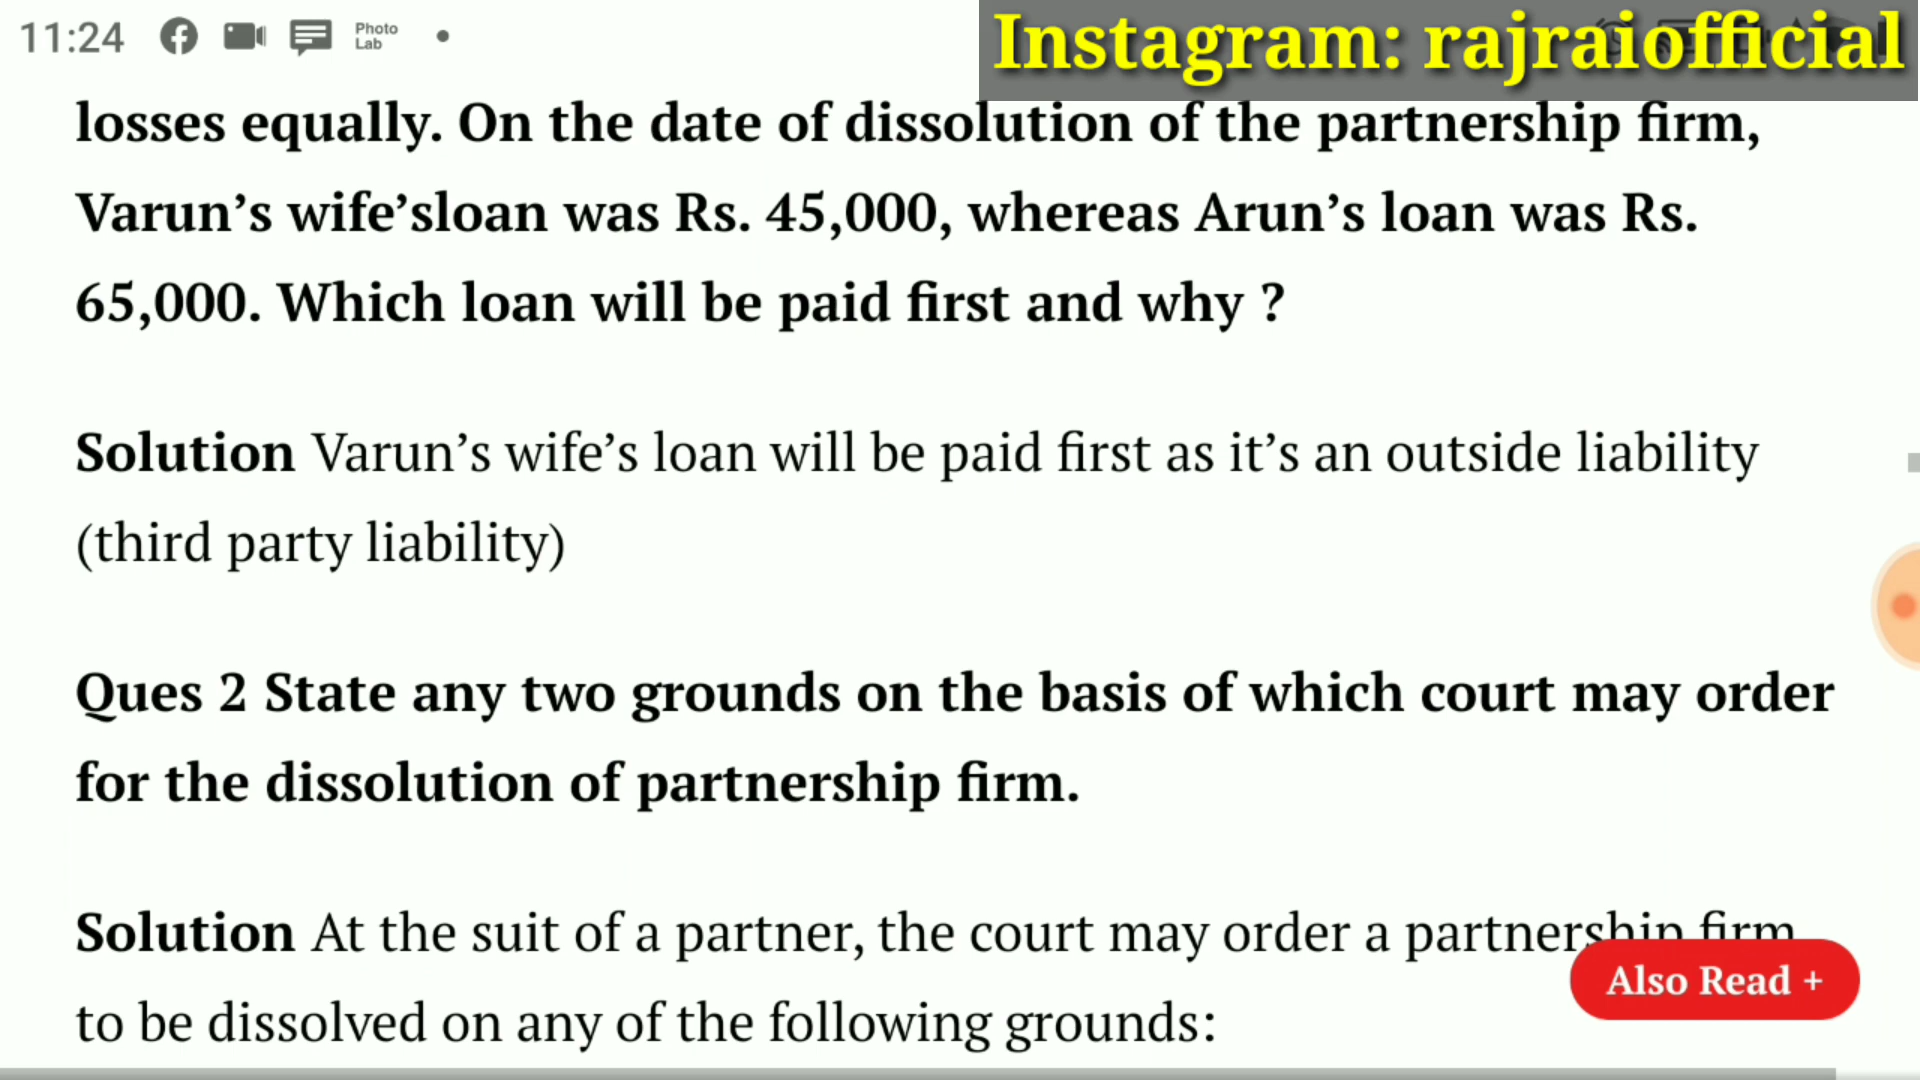 11:24 Photo Lab
Instagram: rajraiofficial
losses equally. On the date of dissolution of the partnership firm,
Varun’s wife’sloan was Rs. 45,000, whereas Arun’s loan was Rs.
65,000. Which loan will be paid first and why ?
Solution Varun’s wife’s loan will be paid first as it’s an outside liability
(third party liability)
Ques 2 State any two grounds on the basis of which court may order
for the dissolution of partnership firm.
Solution At the suit of a partner, the court may order a partnership firm
Also Read +
to be dissolved on any of the following grounds: